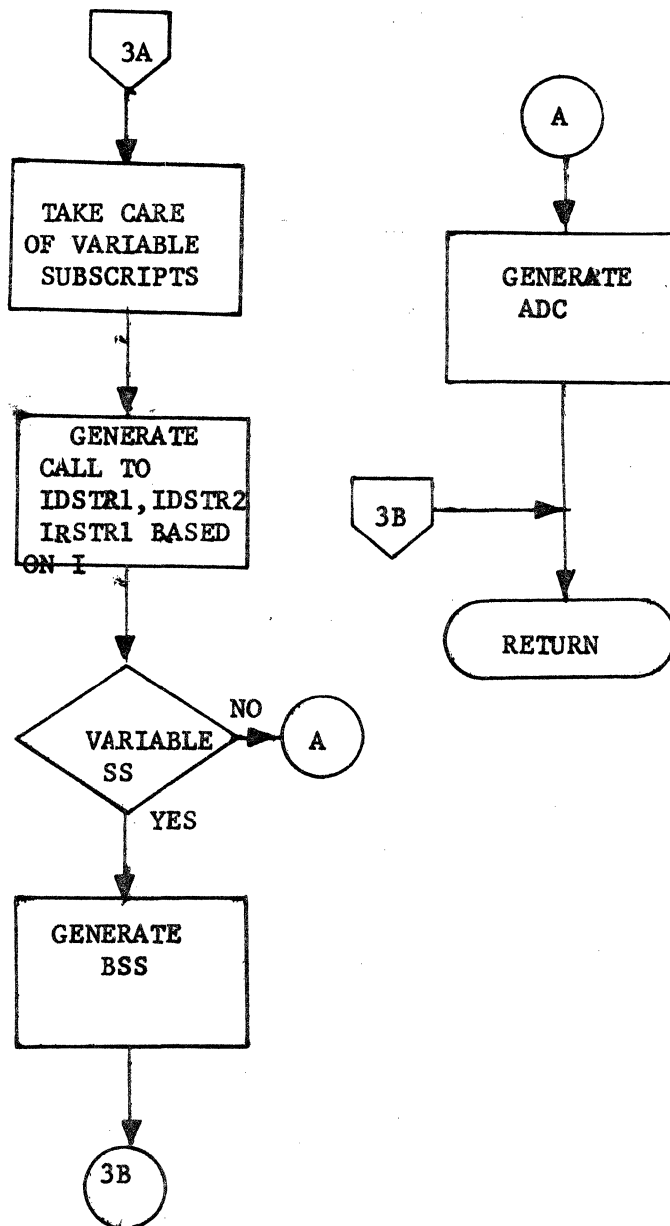 3A
TAKE CARE
OF VARIABLE
SUBSCRIPTS
GENERATE
CALL TO
IDSTR1,IDSTR2
IRSTR1 BASED
ON I
VARIABLE
SS
NO
A
YES
GENERATE
BSS
3B
A
GENERATE
ADC
3B
RETURN